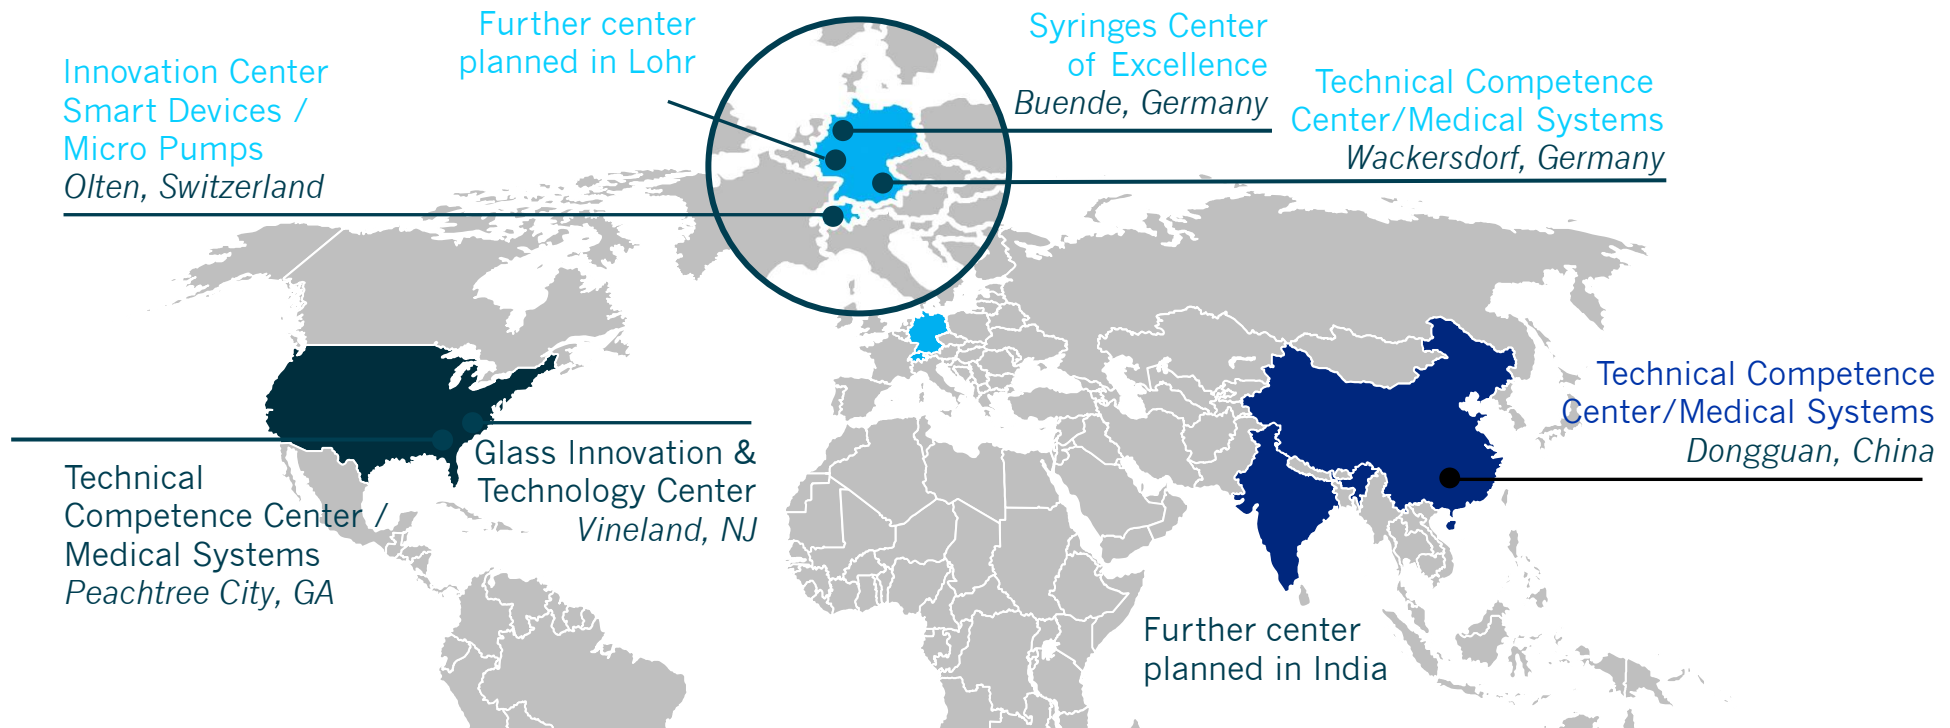 Further center
planned in Lohr
Syringes Center
of Excellence
Buende, Germany
Innovation Center
Smart Devices /
Micro Pumps
Olten, Switzerland
Technical Competence
Center/Medical Systems
Wackersdorf, Germany
Technical Competence
Center/Medical Systems
Dongguan, China
Glass Innovation &
Technology Center
Vineland, NJ
Technical
Competence Center /
Medical Systems
Peachtree City, GA
Further center
planned in India